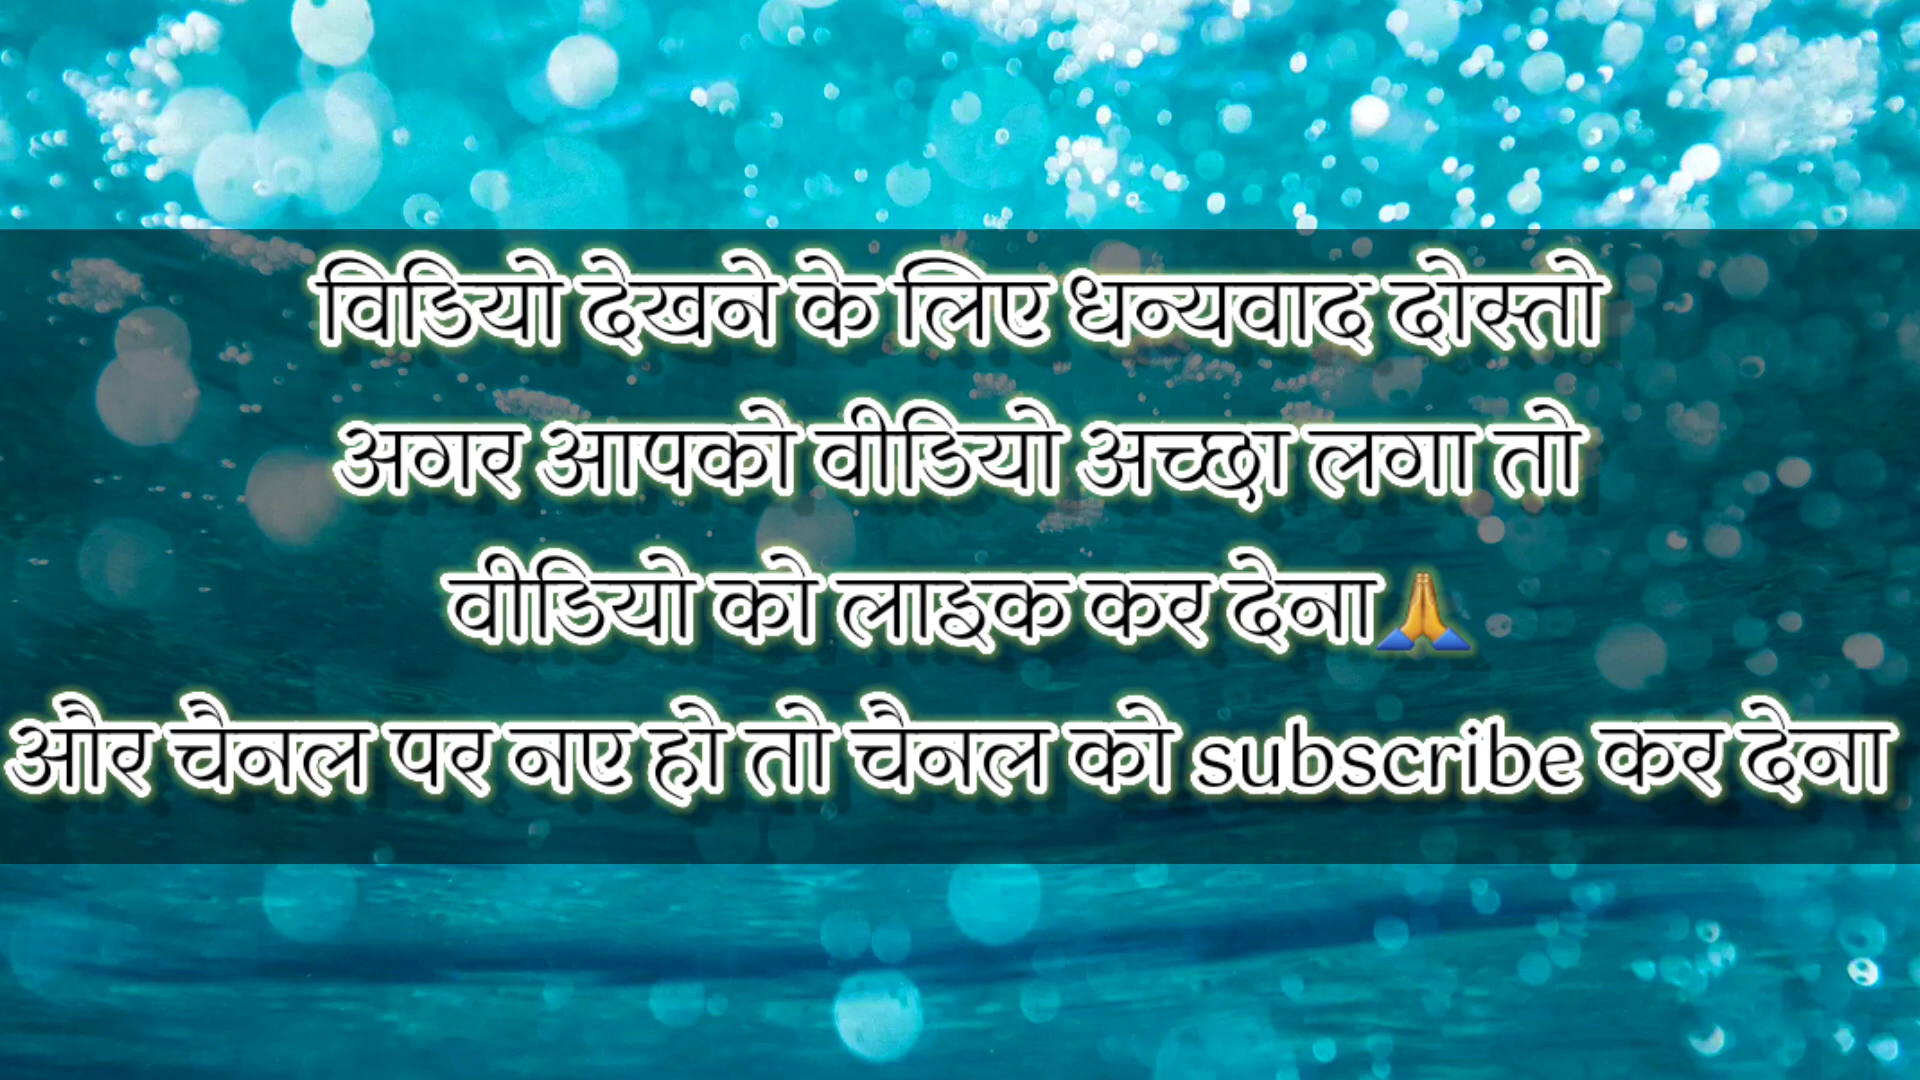 विडियो देखने के लिए धन्यवाद दोस्तो
अगर आपको वीडियो अच्छा लगा तो
वीडियो को लाइक कर देना🙏
और चैनल पर नए हो तो चैनल को subscribe कर देना